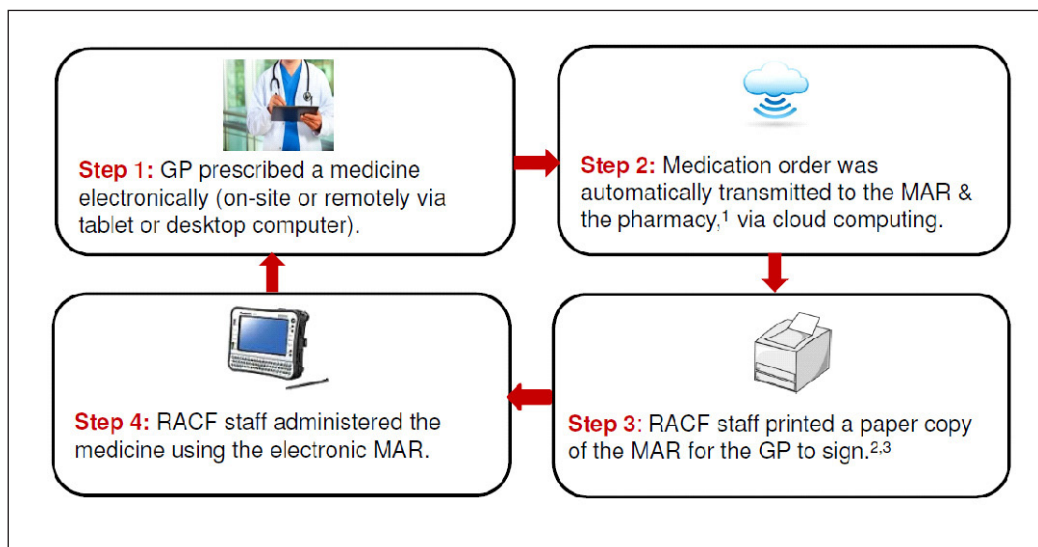 Step 1: GP prescribed a medicine
electronically (on-site or remotely via
tablet or desktop computer).
Step 2: Medication order was
automatically transmitted to the MAR &
the pharmacy,¹ via cloud computing.
Step 3: RACF staff printed a paper copy
of the MAR for the GP to sign.²,³
Step 4: RACF staff administered the
medicine using the electronic MAR.